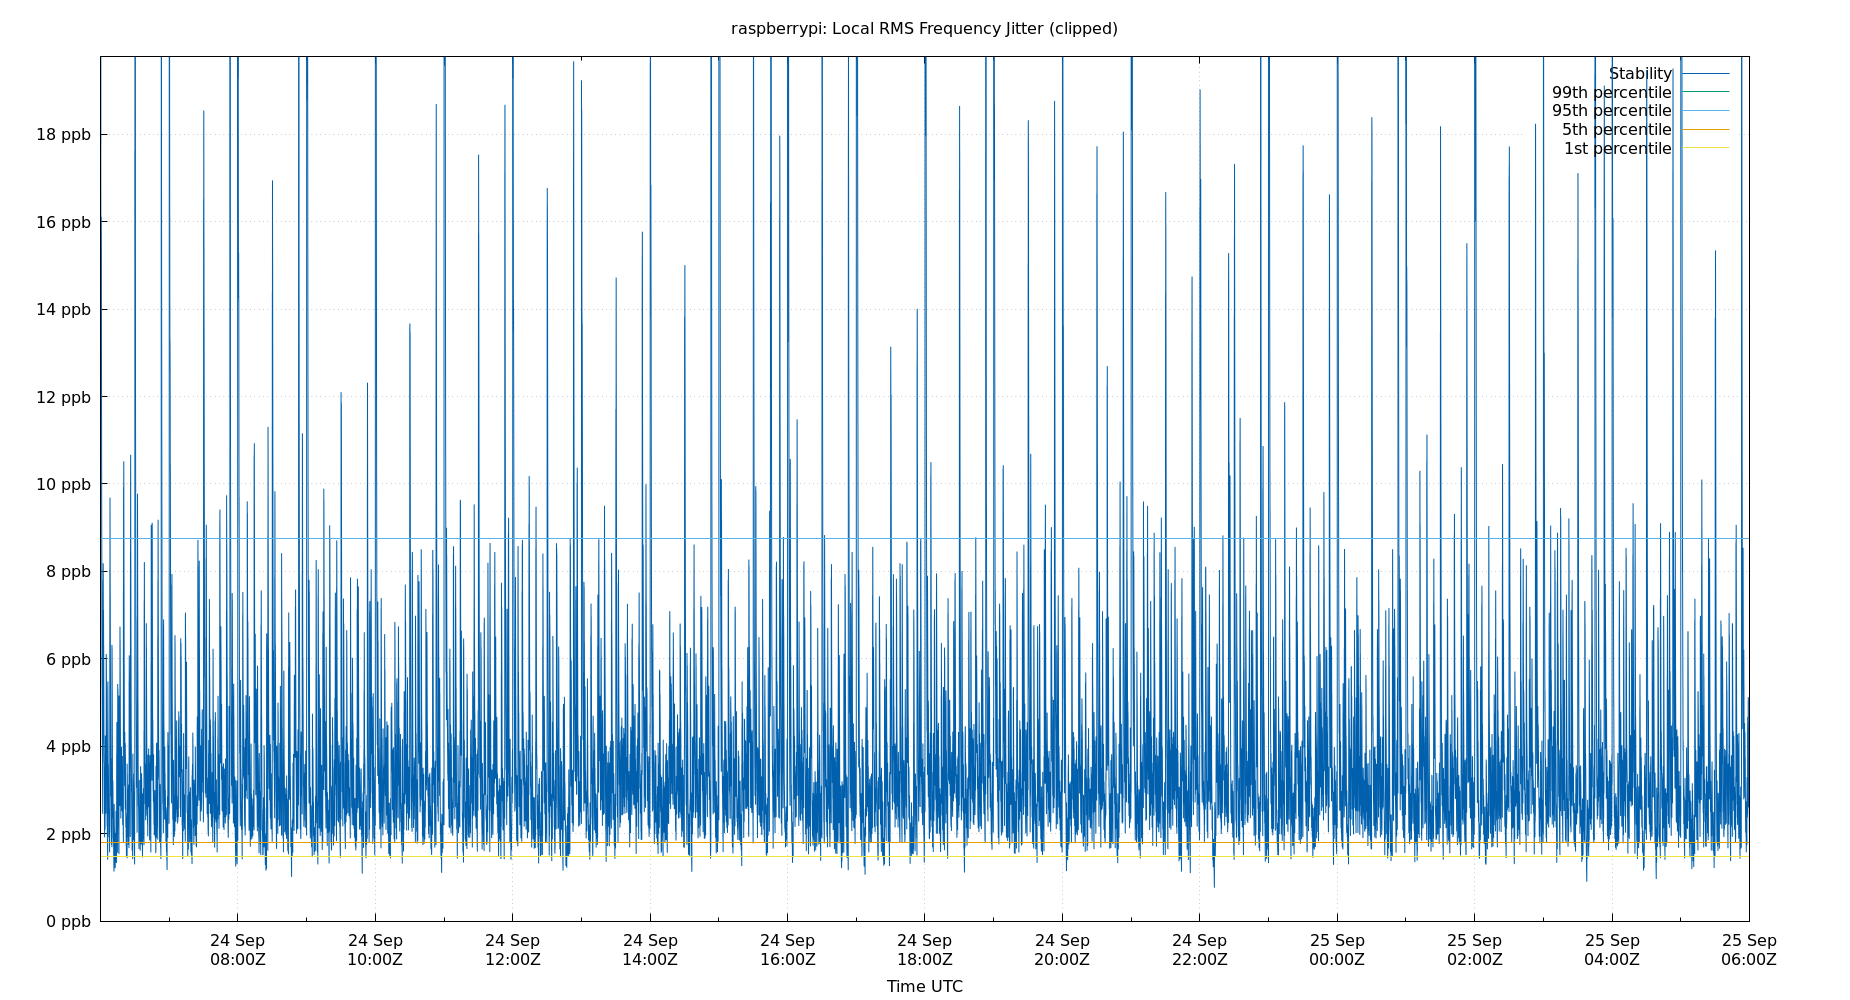 raspberrypi: Local RMS Frequency Jitter (clipped)
Stability
99th percentile
95th percentile
5th percentile
1st percentile
18 ppb
16 ppb
14 ppb
12 ppb
10 ppb
8 ppb
6 ppb
4 ppb
2 ppb
0 ppb
24 Sep 24 Sep 24 Sep 24 Sep 24 Sep 24 Sep 24 Sep 24 Sep 25 Sep 25 Sep 25 Sep 25 Sep
08:00Z 10:00Z 12:00Z 14:00Z 16:00Z 18:00Z 20:00Z 22:00Z 00:00Z 02:00Z 04:00Z 06:00Z
Time UTC